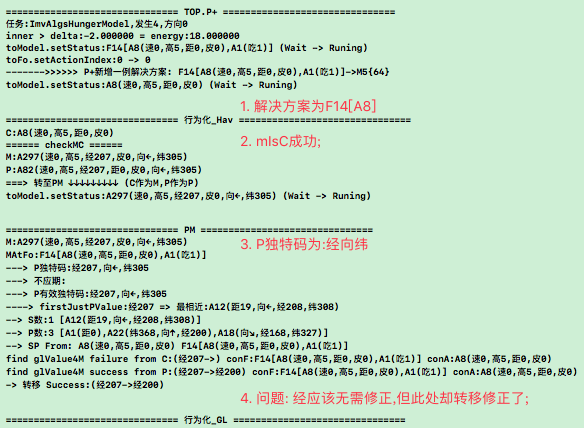 ============================== TOP.P+ ==============================
任务:ImvAlgsHungerModel,发生4,方向0
inner > delta:-2.000000 = energy:18.000000
toModel.setStatus:F14[A8(速0,高5,距0,皮0),A1(吃1)] (Wait -> Runing)
toFo.setActionIndex:0 -> 0
------->>>>>> P+新增一例解决方案: F14[A8(速0,高5,距0,皮0),A1(吃1)]->M5{64}
toModel.setStatus:A8(速0,高5,距0,皮0) (Wait -> Runing)
1. 解决方案为F14[A8]
============================== 行为化_Hav ==============================
C:A8(速0,高5,距0,皮0)
2. mIsC成功;
====== checkMC ======
M:A297(速0,高5,经207,皮0,向←,纬305)
P:A82(速0,高5,经207,距0,皮0,向←,纬305)
===> 转至PM ↓↓↓↓↓↓↓↓↓ (C作为M,P作为P)
toModel.setStatus:A297(速0,高5,经207,皮0,向←,纬305) (Wait -> Runing)
============================== PM ==============================
M:A297(速0,高5,经207,皮0,向←,纬305)
3. P独特码为:经向纬
MAtFo:F14[A8(速0,高5,距0,皮0),A1(吃1)]
---> P独特码:经207,向←,纬305
---> 不应期:
---> P有效独特码:经207,向←,纬305
----> firstJustPValue:经207 => 最相近:A12(距19,向←,经208,纬308)
--> S数:1 [A12(距19,向←,经208,纬308)]
--> P数:3 [A1(距0),A22(纬368,向↑,经200),A18(向↘,经168,纬327)]
--> SP From: A8(速0,高5,距0,皮0) F14[A8(速0,高5,距0,皮0),A1(吃1)]
find glValue4M failure from C:(经207->) conF:F14[A8(速0,高5,距0,皮0),A1(吃1)] conA:A8(速0,高5,距0,皮0)
find glValue4M success from P:(经207->经200) conF:F14[A8(速0,高5,距0,皮0),A1(吃1)] conA:A8(速0,高5,距0,皮0)
-> 转移 Success:(经207->经200)
4. 问题: 经应该无需修正,但此处却转移修正了;
============================== 行为化_GL ==============================